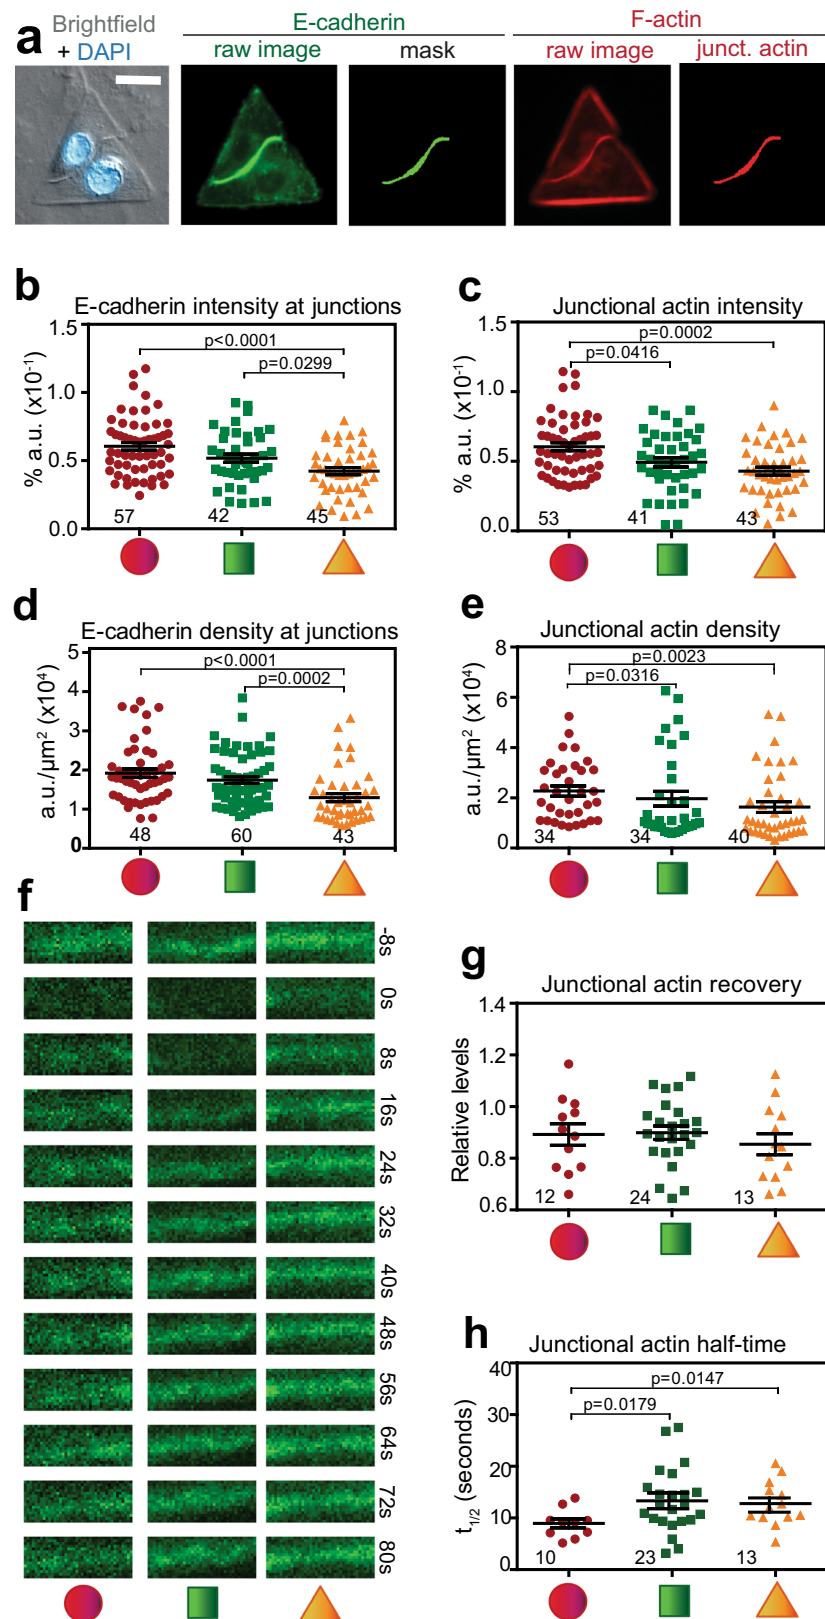 a
Brightfield
+ DAPI
E-cadherin
raw image
mask
F-actin
raw image
junct. actin
b
E-cadherin intensity at junctions
% a.u. (x10⁻¹)
1.5
1.0
0.5
0.0
p<0.0001
p=0.0299
57
42
45
c
Junctional actin intensity
% a.u. (x10⁻¹)
1.5
1.0
0.5
0.0
p=0.0002
p=0.0416
53
41
43
d
E-cadherin density at junctions
a.u./µm² (x10⁴)
5
4
3
2
1
0
p<0.0001
p=0.0002
48
60
43
e
Junctional actin density
a.u./µm² (x10⁴)
8
6
4
2
0
p=0.0023
p=0.0316
34
34
40
f
-8s
0s
8s
16s
24s
32s
40s
48s
56s
64s
72s
80s
g
Junctional actin recovery
Relative levels
1.4
1.2
1.0
0.8
0.6
12
24
13
h
Junctional actin half-time
t1/2 (seconds)
40
30
20
10
0
p=0.0147
p=0.0179
10
23
13